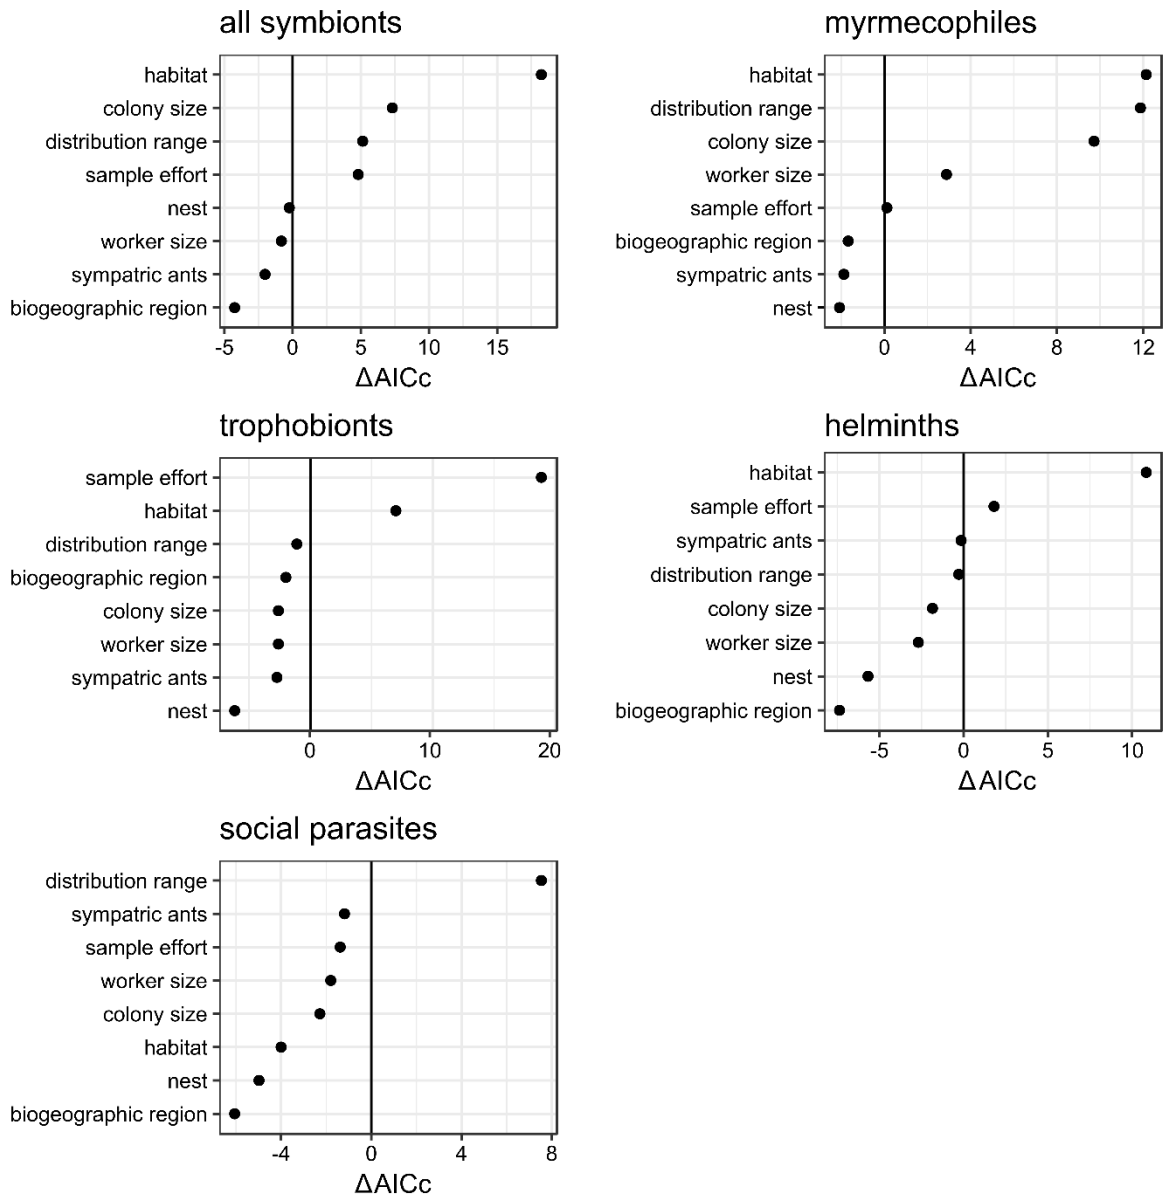 all symbionts
habitat
colony size
distribution range
sample effort
nest
worker size
sympatric ants
biogeographic region
-5 0 5 10 15
ΔAICc
myrmecophiles
habitat
distribution range
colony size
worker size
sample effort
biogeographic region
sympatric ants
nest
0 4 8 12
ΔAICc
trophobionts
sample effort
habitat
distribution range
biogeographic region
colony size
worker size
sympatric ants
nest
0 10 20
ΔAICc
helminths
habitat
sample effort
sympatric ants
distribution range
colony size
worker size
nest
biogeographic region
-5 0 5 10
ΔAICc
social parasites
distribution range
sympatric ants
sample effort
worker size
colony size
habitat
nest
biogeographic region
-4 0 4 8
ΔAICc